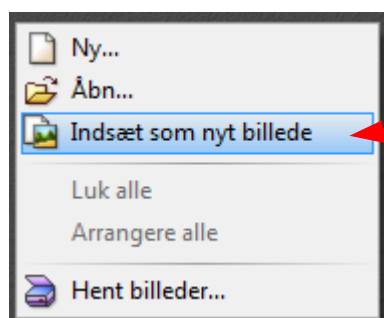 Ny...
Åbn...
Indsæt som nyt billede
Luk alle
Arrangere alle
Hent billeder...